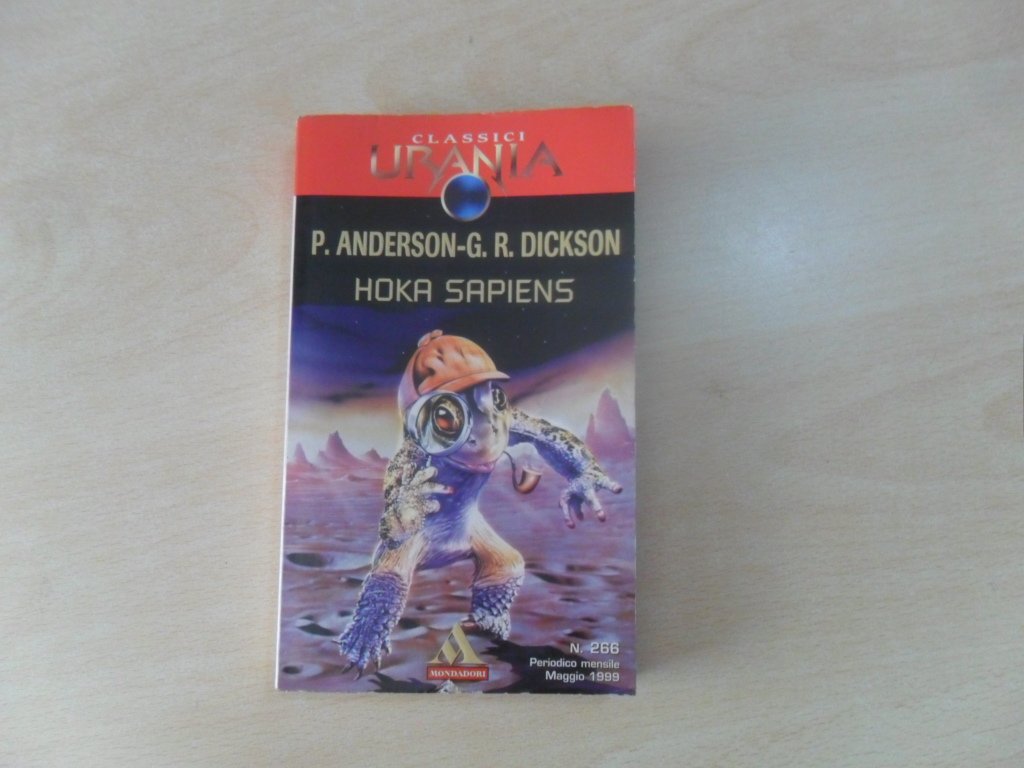 CLASSICI
URANIA
P. ANDERSON-G. R. DICKSON
HOKA SAPIENS
MONDADORI
N. 266
Periodico mensile
Maggio 1999